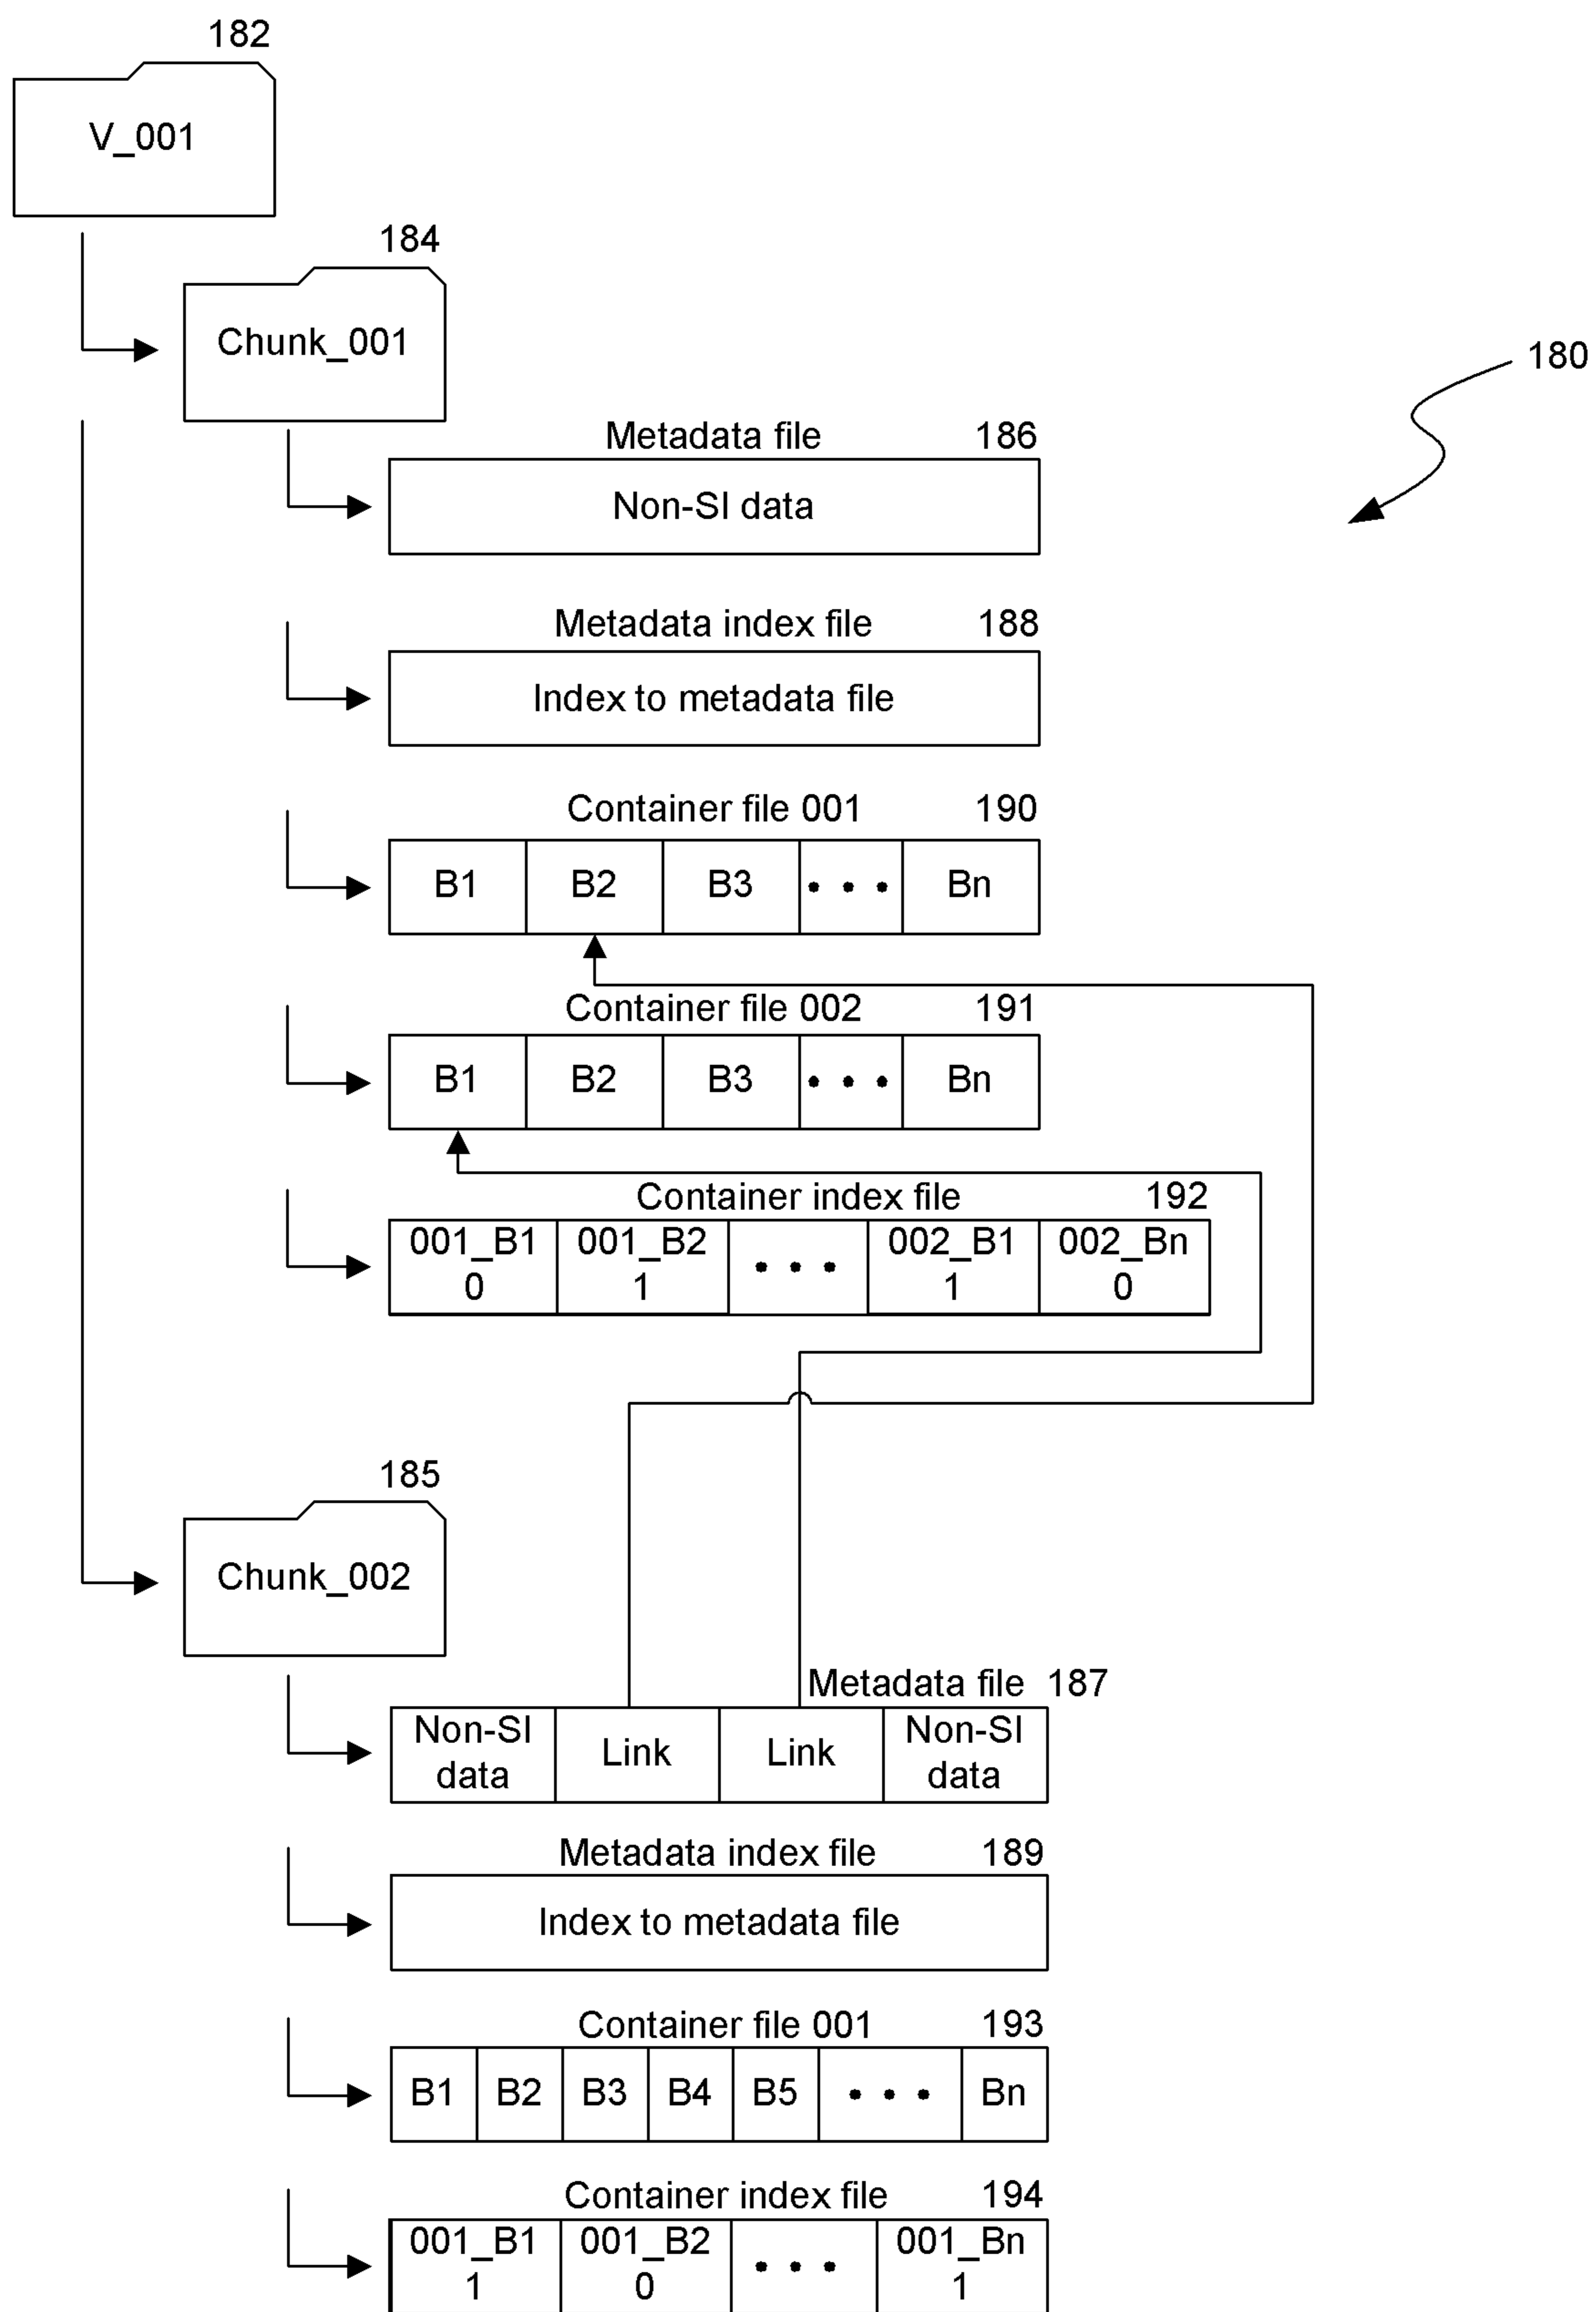 182
V_001
184
Chunk_001
180
Metadata file 186
Non-SI data
Metadata index file 188
Index to metadata file
Container file 001 190
B1 B2 B3 • • • Bn
Container file 002 191
B1 B2 B3 • • • Bn
Container index file 192
001_B1 001_B2 • • • 002_B1 002_Bn
0 1 1 0
185
Chunk_002
Metadata file 187
Non-SI Link Link Non-SI
data data
Metadata index file 189
Index to metadata file
Container file 001 193
B1 B2 B3 B4 B5 • • • Bn
Container index file 194
001_B1 001_B2 • • • 001_Bn
1 0 1